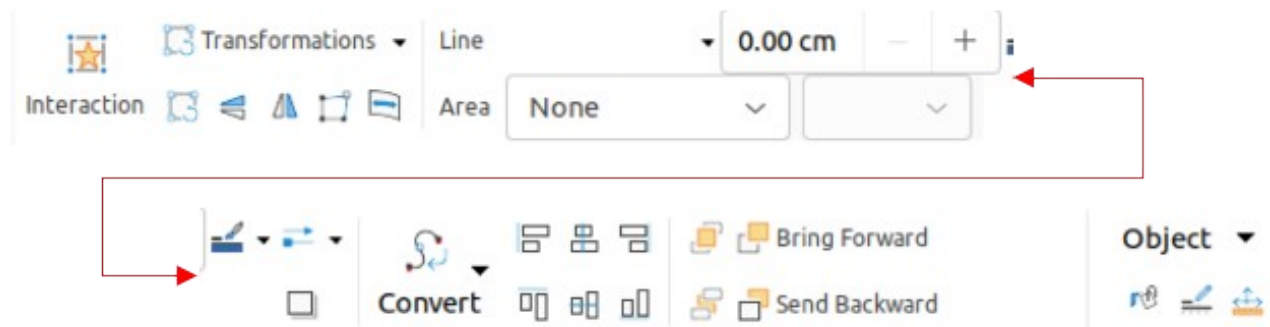 Transformations Line 0.00 cm
Interaction Area None
Bring Forward Object
Convert Send Backward